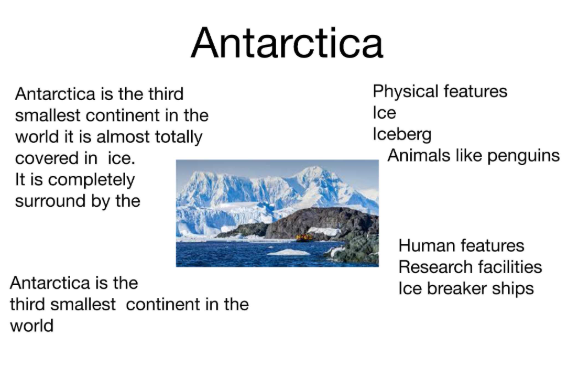 Antarctica
Antarctica is the third
smallest continent in the
world it is almost totally
covered in  ice.
It is completely
surround by the
Physical features
Ice
Iceberg
Animals like penguins
Human features
Research facilities
Ice breaker ships
Antarctica is the
third smallest  continent in the
world